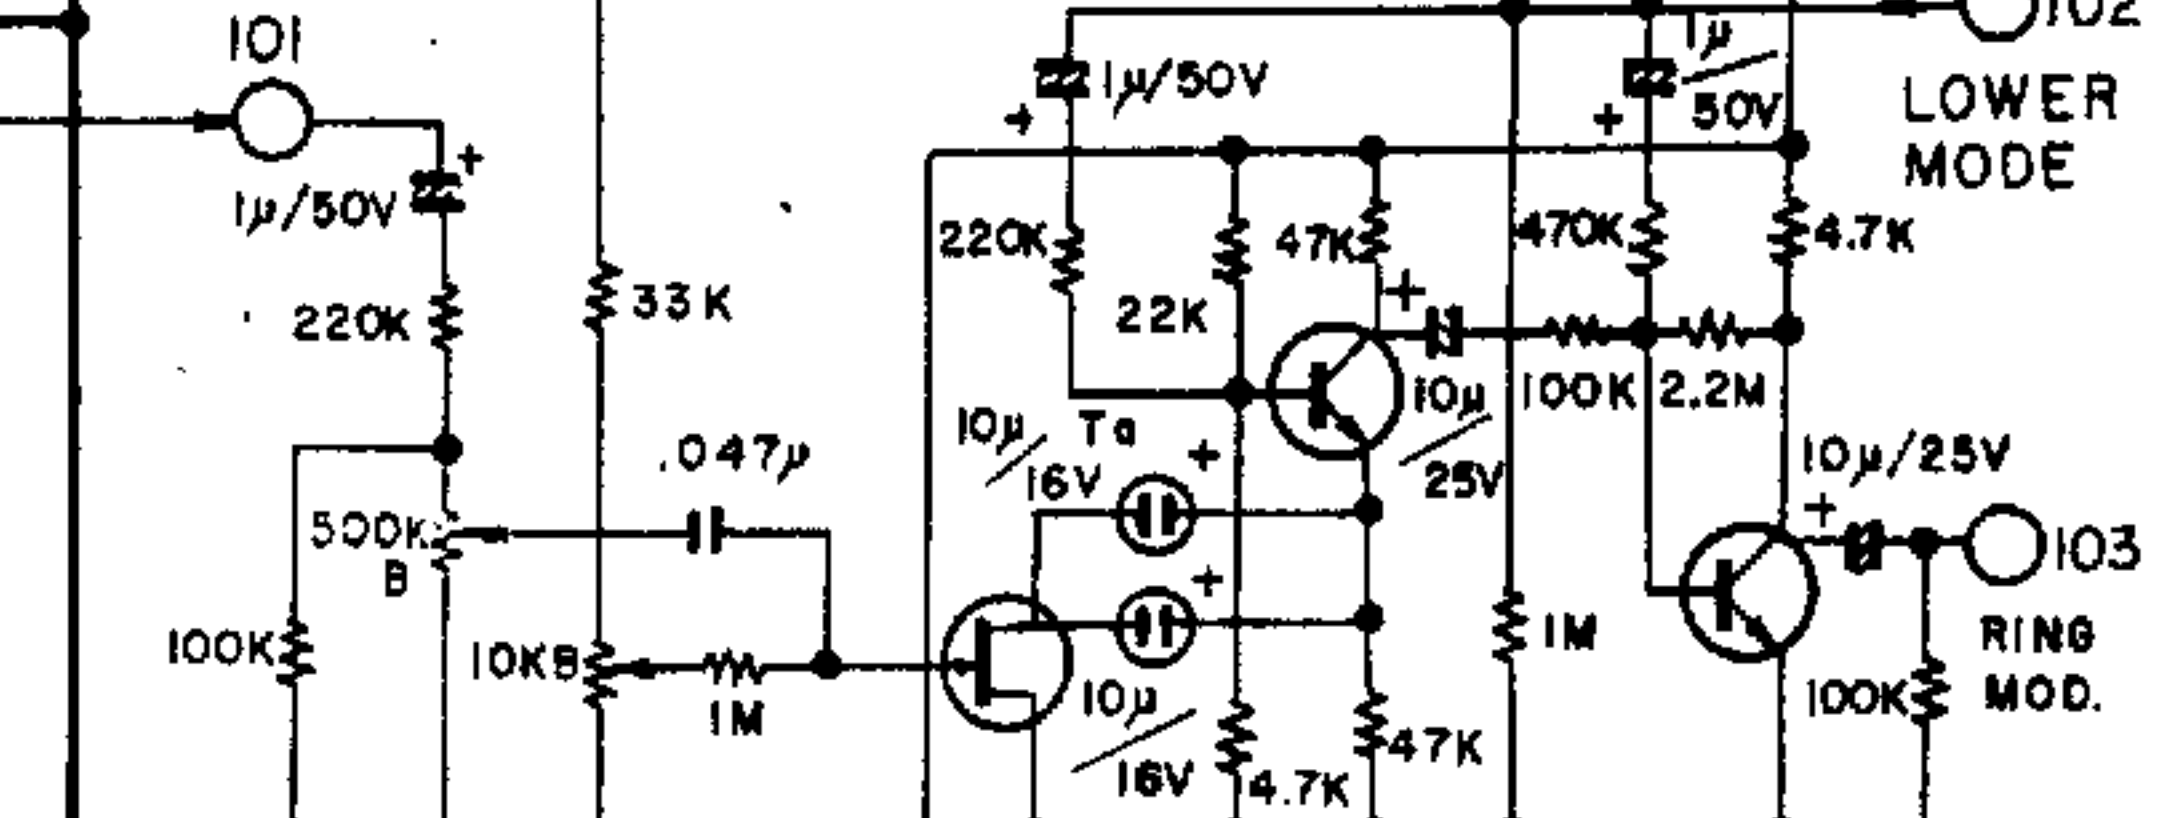 101
102
1μ/50V
1μ/
50V
LOWER
MODE
1μ/50V
220K
47K
470K
4.7K
220K
33K
22K
10μ/
16V
Ta
10μ/
25V
100K
2.2M
.047μ
10μ/25V
500K
B
103
100K
10KB
1M
10μ/
16V
4.7K
47K
1M
100K
RING
MOD.